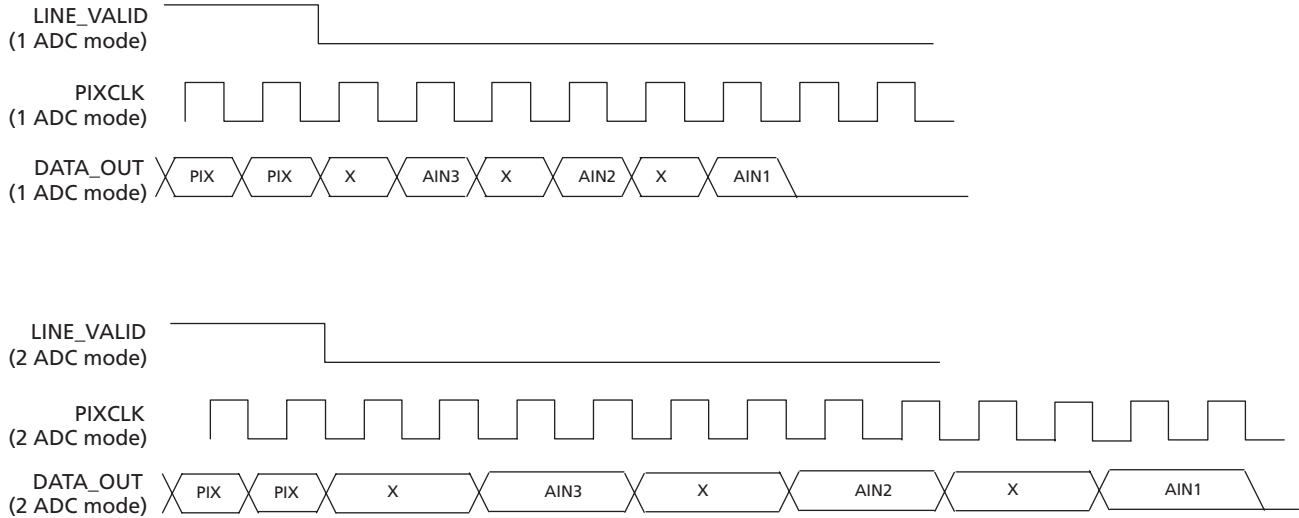 LINE_VALID
(1 ADC mode)
PIXCLK
(1 ADC mode)
DATA_OUT
(1 ADC mode)
PIX PIX X AIN3 X AIN2 X AIN1
LINE_VALID
(2 ADC mode)
PIXCLK
(2 ADC mode)
DATA_OUT
(2 ADC mode)
PIX PIX X AIN3 X AIN2 X AIN1